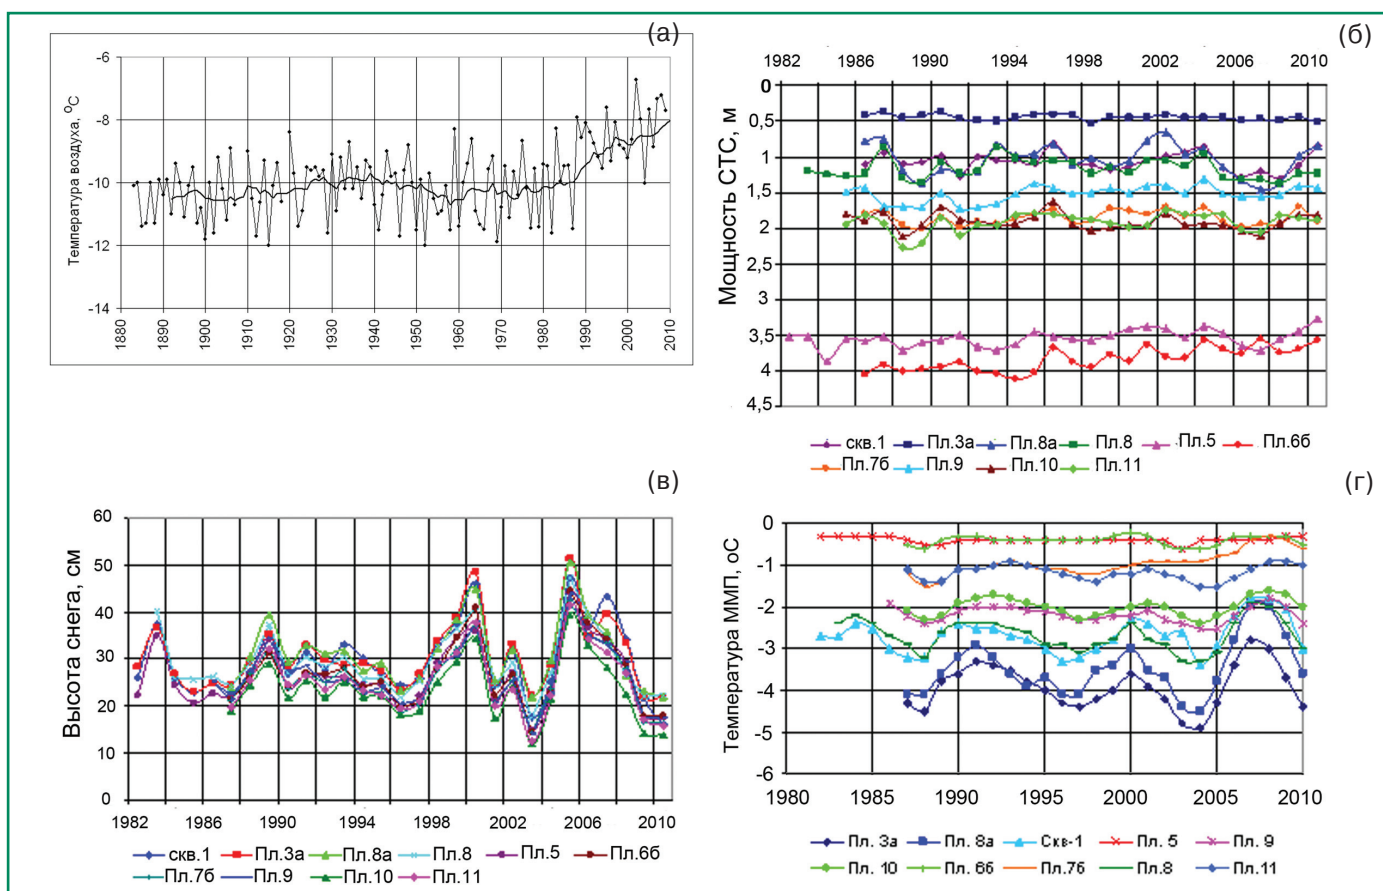 (а)
Температура воздуха, °C
-6
-8
-10
-12
-14
1880 1890 1900 1910 1920 1930 1940 1950 1960 1970 1980 1990 2000 2010
(б)
1982 1986 1990 1994 1998 2002 2006 2010
Мощность СТС, м
0
0,5
1
1,5
2
2,5
3
3,5
4
4,5
скв.1 Пл.3а Пл.8а Пл.8 Пл.5 Пл.6б
Пл.7б Пл.9 Пл.10 Пл.11
(в)
Высота снега, см
60
50
40
30
20
10
0
1982 1986 1990 1994 1998 2002 2006 2010
скв.1 Пл.3а Пл.8а Пл.8 Пл.5 Пл.6б
Пл.7б Пл.9 Пл.10 Пл.11
(г)
Температура ММП, оС
0
-1
-2
-3
-4
-5
-6
1980 1985 1990 1995 2000 2005 2010
Пл. 3а Пл. 8а Скв-1 Пл. 5 Пл. 9
Пл. 10 Пл. 6б Пл.7б Пл.8 Пл.11